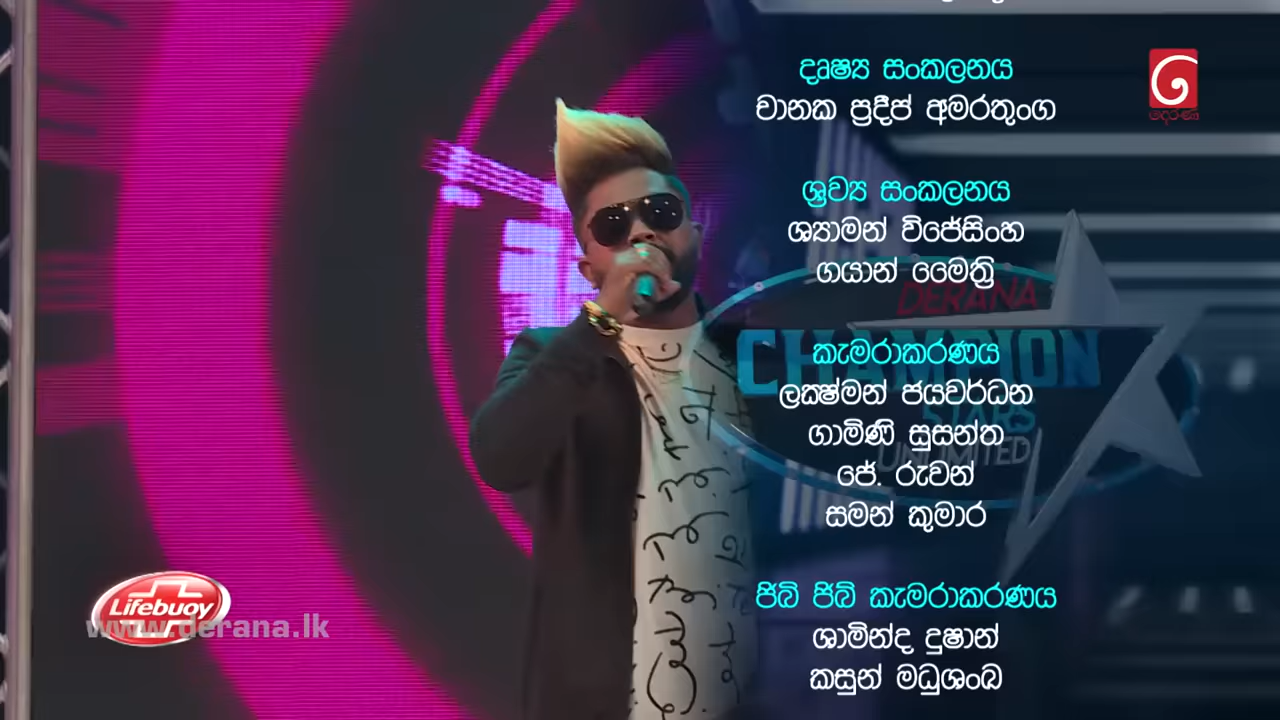 දෘෂ්‍ය සංකලනය
චානක ප්‍රදීප් අමරතුංග
දෙරණ
ශ්‍රව්‍ය සංකලනය
ශ්‍යාමන් විජේසිංහ
ගයාන් මෛත්‍රි
DERANA
CHAMPION
STARS
UNLIMITED
කැමරාකරණය
ලක්ෂ්මන් ජයවර්ධන
ගාමිණි සුසන්ත
ජේ. රුවන්
සමන් කුමාර
ජිබි ජිබි කැමරාකරණය
ශාමින්ද දුෂාන්
කසුන් මධුශංඛ
Lifebuoy
www.derana.lk